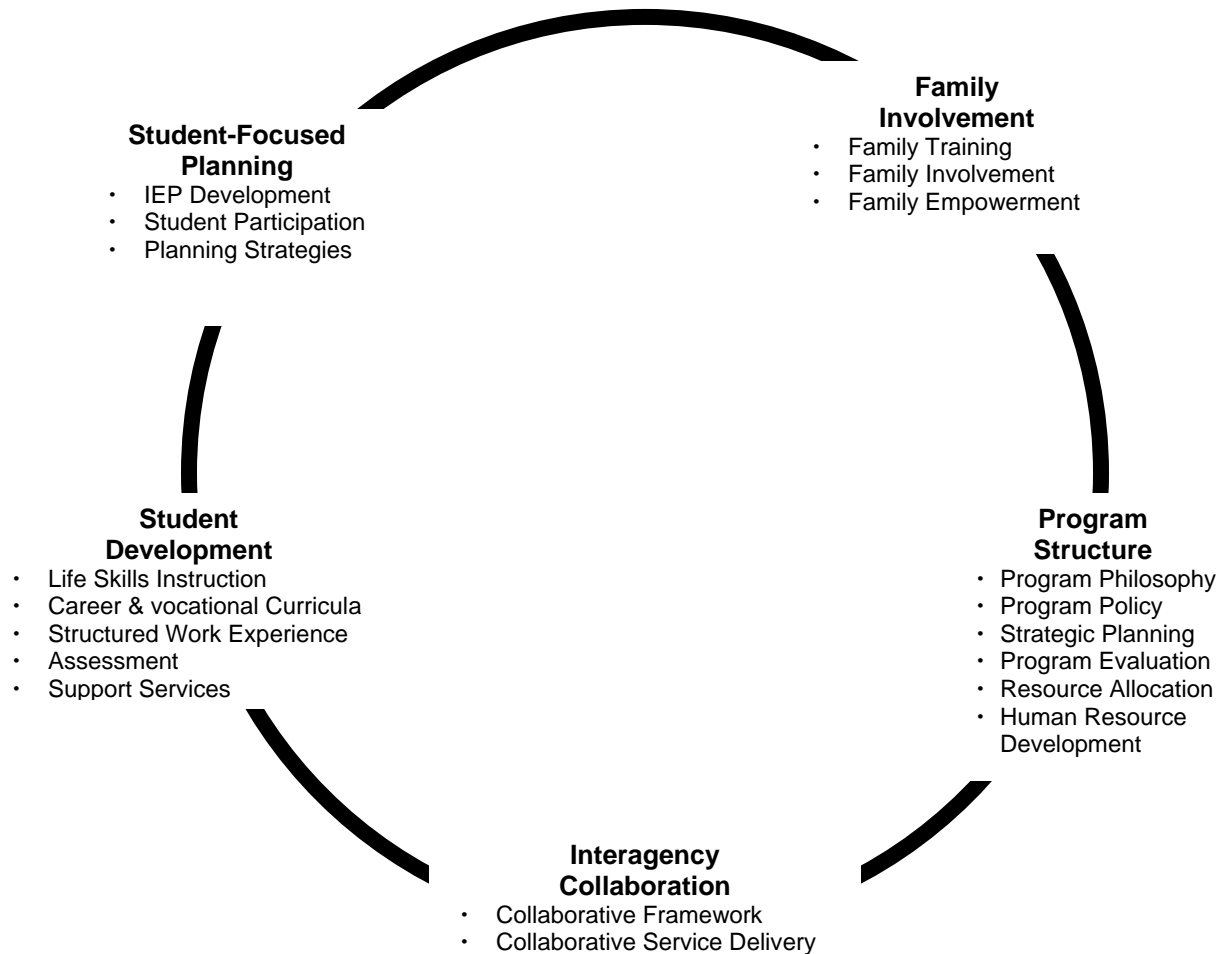 Family
Involvement
• Family Training
• Family Involvement
• Family Empowerment
Student-Focused
Planning
• IEP Development
• Student Participation
• Planning Strategies
Student
Development
• Life Skills Instruction
• Career & vocational Curricula
• Structured Work Experience
• Assessment
• Support Services
Program
Structure
• Program Philosophy
• Program Policy
• Strategic Planning
• Program Evaluation
• Resource Allocation
• Human Resource
Development
Interagency
Collaboration
• Collaborative Framework
• Collaborative Service Delivery